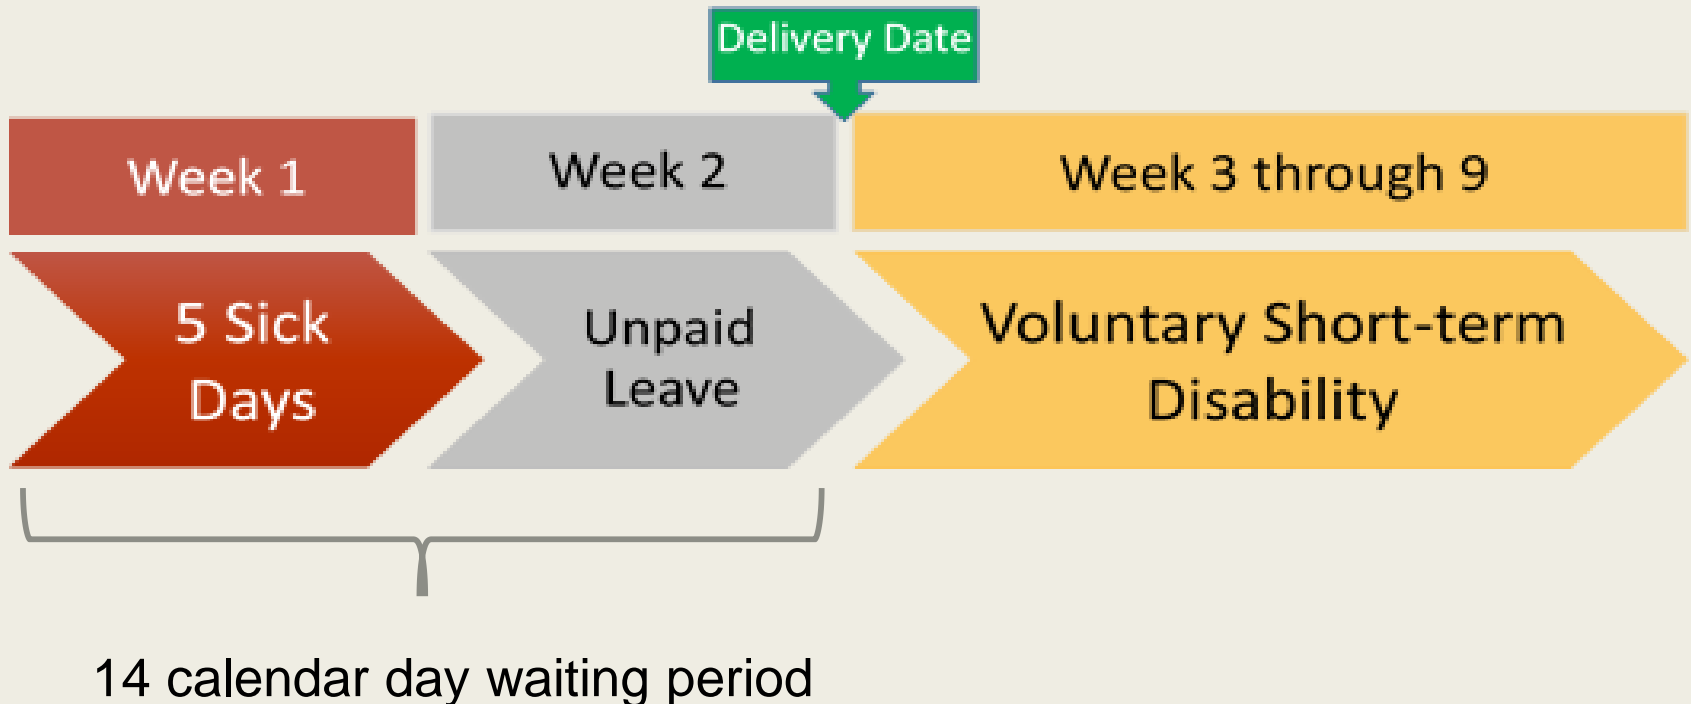 Delivery Date
Week 1
Week 2
Week 3 through 9
5 Sick
Days
Unpaid
Leave
Voluntary Short-term
Disability
14 calendar day waiting period